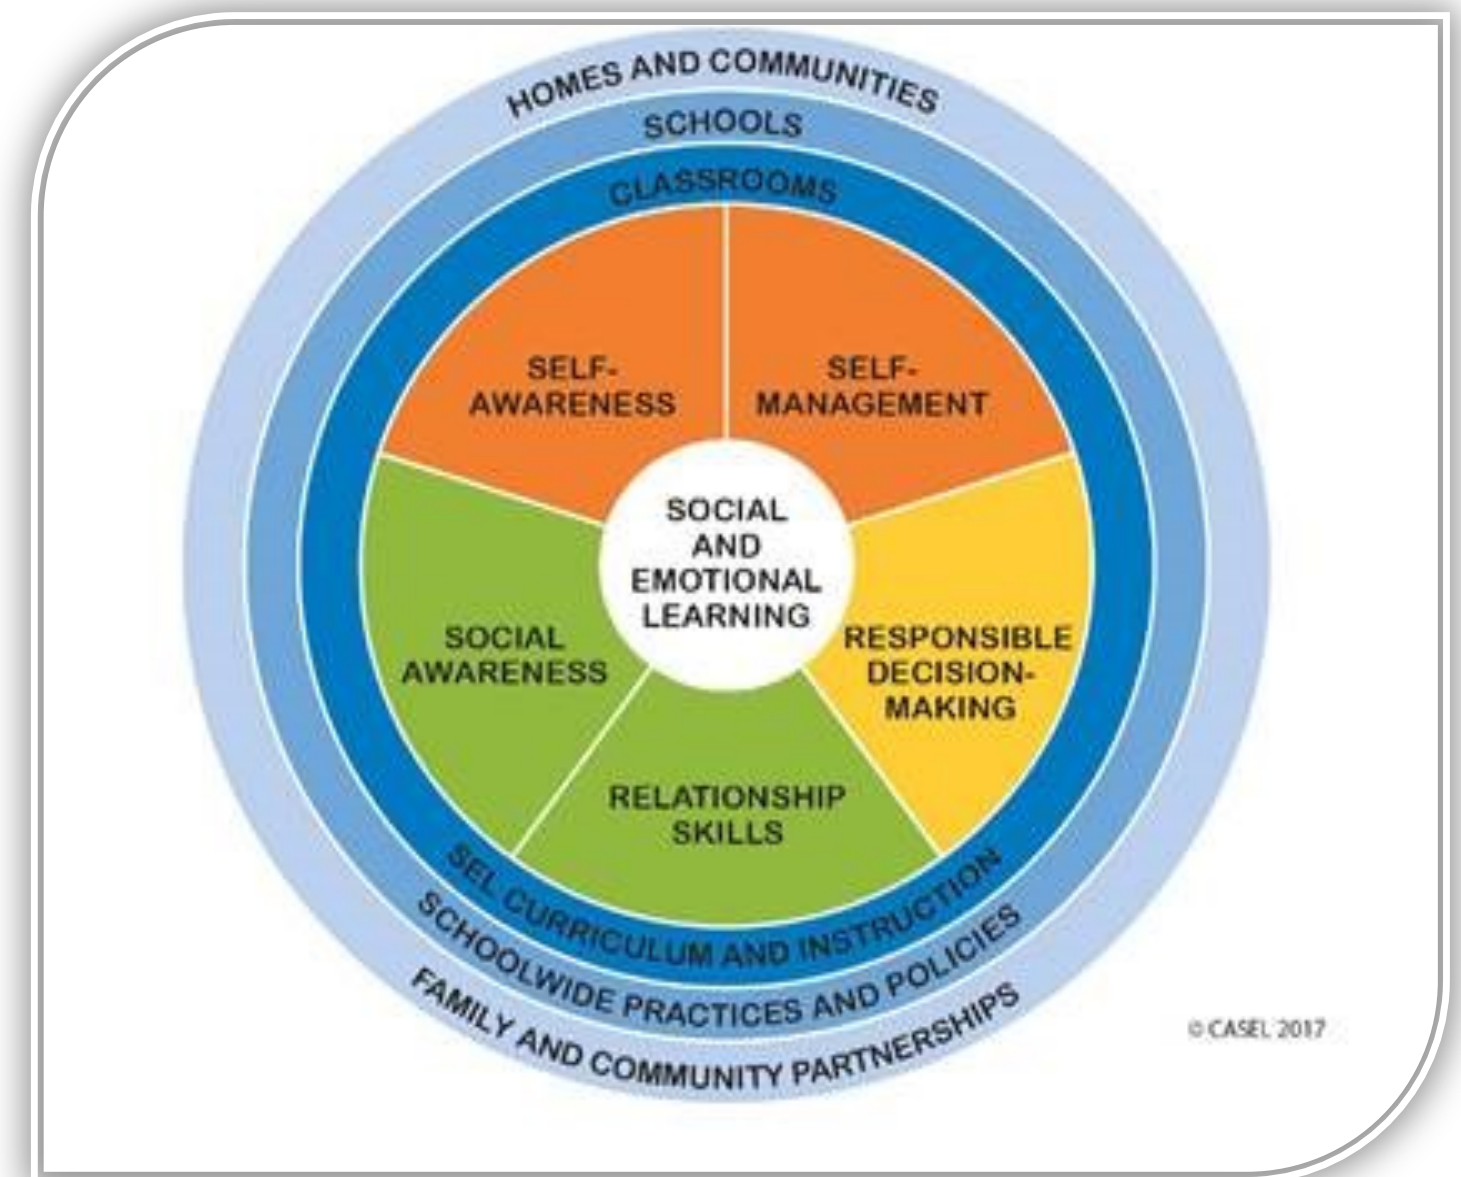 HOMES AND COMMUNITIES
SCHOOLS
CLASSROOMS
SELF-
AWARENESS
SELF-
MANAGEMENT
SOCIAL
AND
EMOTIONAL
LEARNING
SOCIAL
AWARENESS
RESPONSIBLE
DECISION-
MAKING
RELATIONSHIP
SKILLS
SEL CURRICULUM AND INSTRUCTION
SCHOOLWIDE PRACTICES AND POLICIES
FAMILY AND COMMUNITY PARTNERSHIPS
© CASEL 2017